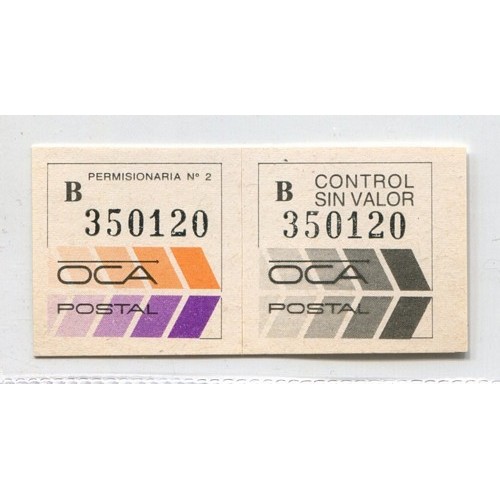 PERMISIONARIA Nº 2
B
350120
OCA
POSTAL
B CONTROL
SIN VALOR
350120
OCA
POSTAL